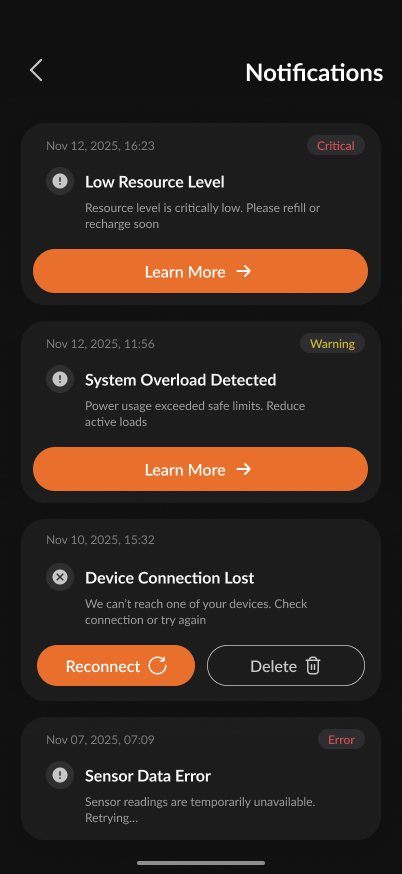 Notifications
Nov 12, 2025, 16:23
Critical
Low Resource Level
Resource level is critically low. Please refill or
recharge soon
Learn More
Nov 12, 2025, 11:56
Warning
System Overload Detected
Power usage exceeded safe limits. Reduce
active loads
Learn More
Nov 10, 2025, 15:32
Device Connection Lost
We can't reach one of your devices. Check
connection or try again
Reconnect
Delete
Nov 07, 2025, 07:09
Error
Sensor Data Error
Sensor readings are temporarily unavailable.
Retrying...